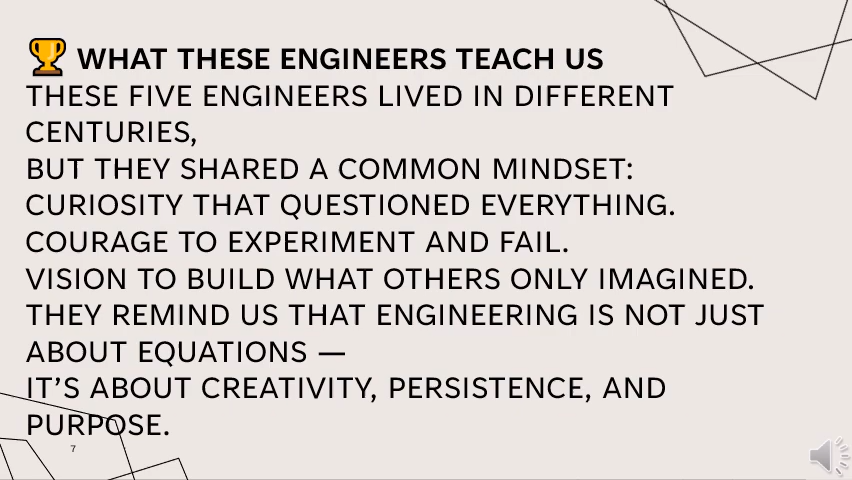 🏆 WHAT THESE ENGINEERS TEACH US
THESE FIVE ENGINEERS LIVED IN DIFFERENT
CENTURIES,
BUT THEY SHARED A COMMON MINDSET:
CURIOSITY THAT QUESTIONED EVERYTHING.
COURAGE TO EXPERIMENT AND FAIL.
VISION TO BUILD WHAT OTHERS ONLY IMAGINED.
THEY REMIND US THAT ENGINEERING IS NOT JUST
ABOUT EQUATIONS —
IT’S ABOUT CREATIVITY, PERSISTENCE, AND
PURPOSE.
7